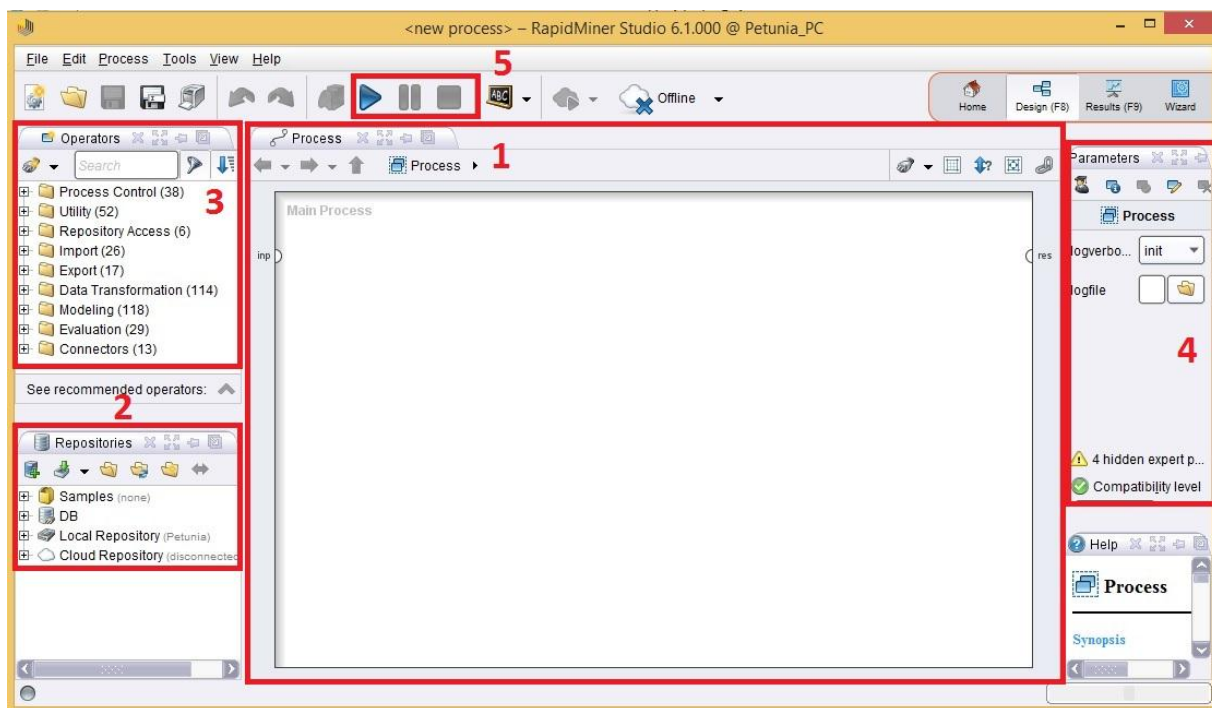 <new process> – RapidMiner Studio 6.1.000 @ Petunia_PC
File Edit Process Tools View Help
5
ABC
Offline
Home
Design (F8)
Results (F9)
Wizard
Operators
Search
3
Process Control (38)
Utility (52)
Repository Access (6)
Import (26)
Export (17)
Data Transformation (114)
Modeling (118)
Evaluation (29)
Connectors (13)
See recommended operators:
2
Repositories
Samples (none)
DB
Local Repository (Petunia)
Cloud Repository (disconnected
Process
Process
1
Main Process
inp
res
Parameters
Process
logverbo...
init
logfile
4
4 hidden expert p...
Compatibility level
Help
Process
Synopsis